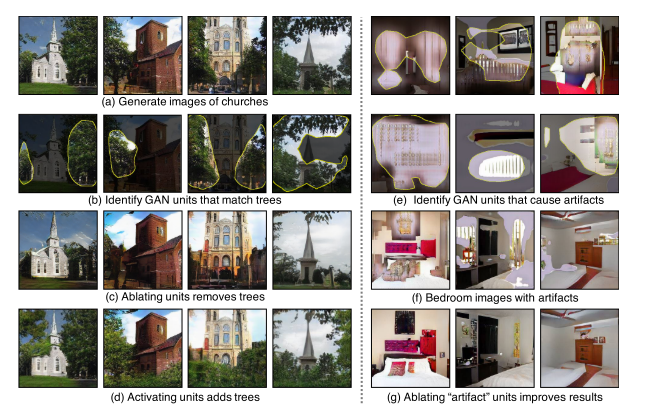 (a) Generate images of churches
(b) Identify GAN units that match trees
(c) Ablating units removes trees
(d) Activating units adds trees
(e) Identify GAN units that cause artifacts
(f) Bedroom images with artifacts
(g) Ablating “artifact” units improves results